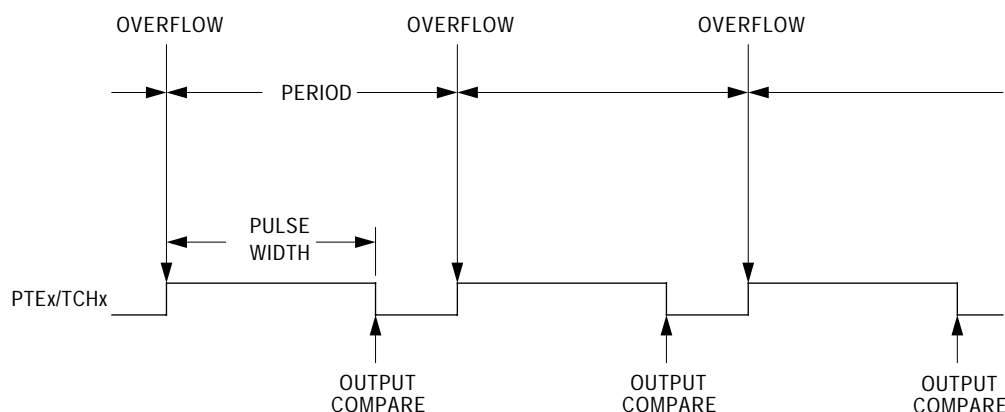 OVERFLOW
OVERFLOW
OVERFLOW
PERIOD
PULSE
WIDTH
PTEx/TCHx
OUTPUT
COMPARE
OUTPUT
COMPARE
OUTPUT
COMPARE